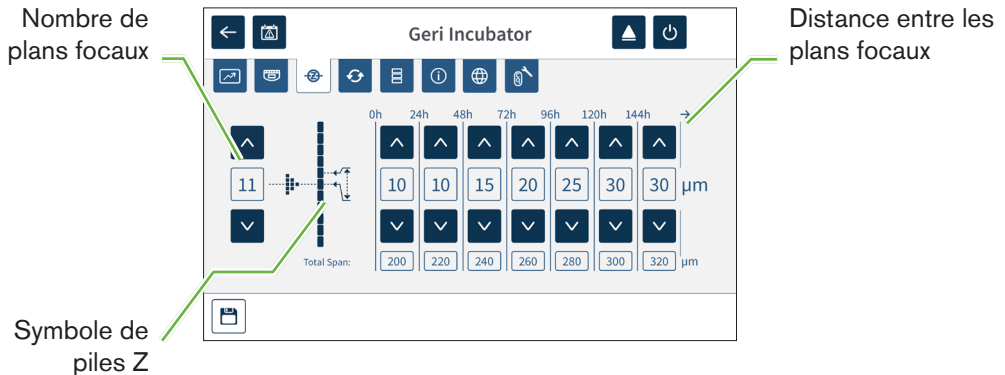 Nombre de
plans focaux
Distance entre les
plans focaux
Geri Incubator
0h 24h 48h 72h 96h 120h 144h →
11
10 10 15 20 25 30 30 µm
Total Span: 200 220 240 260 280 300 320 µm
Symbole de
piles Z